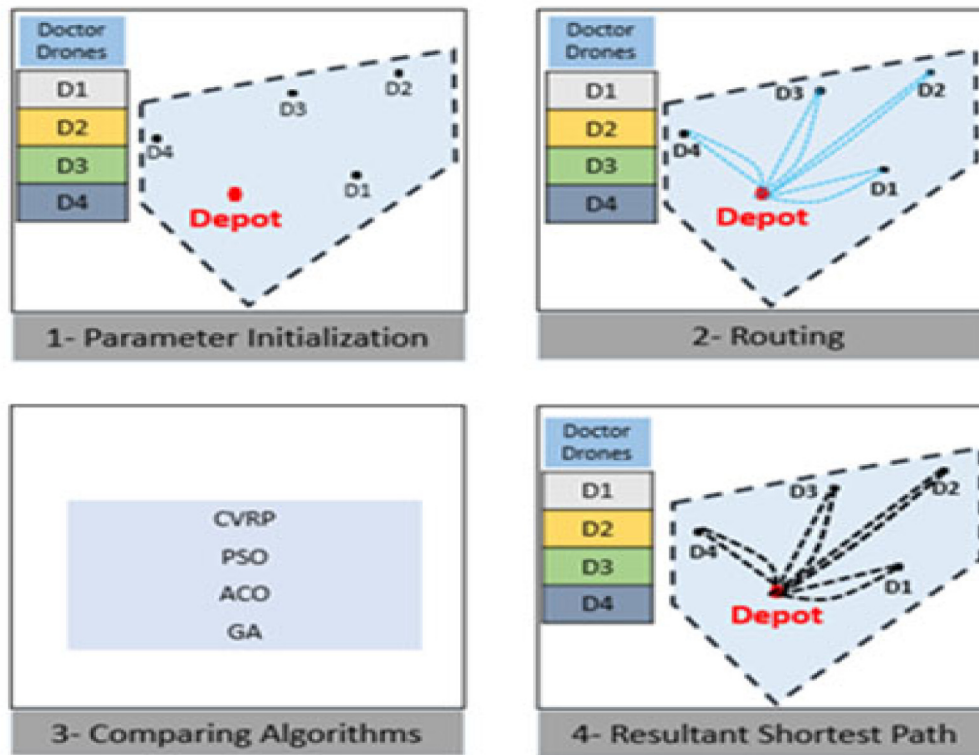 Doctor
Drones
D1
D2
D3
D4
D2
D3
D4
D1
Depot
1- Parameter Initialization
Doctor
Drones
D1
D2
D3
D4
D3
D2
D4
D1
Depot
2- Routing
CVRP
PSO
ACO
GA
3- Comparing Algorithms
Doctor
Drones
D1
D2
D3
D4
D3
D2
D4
D1
Depot
4- Resultant Shortest Path